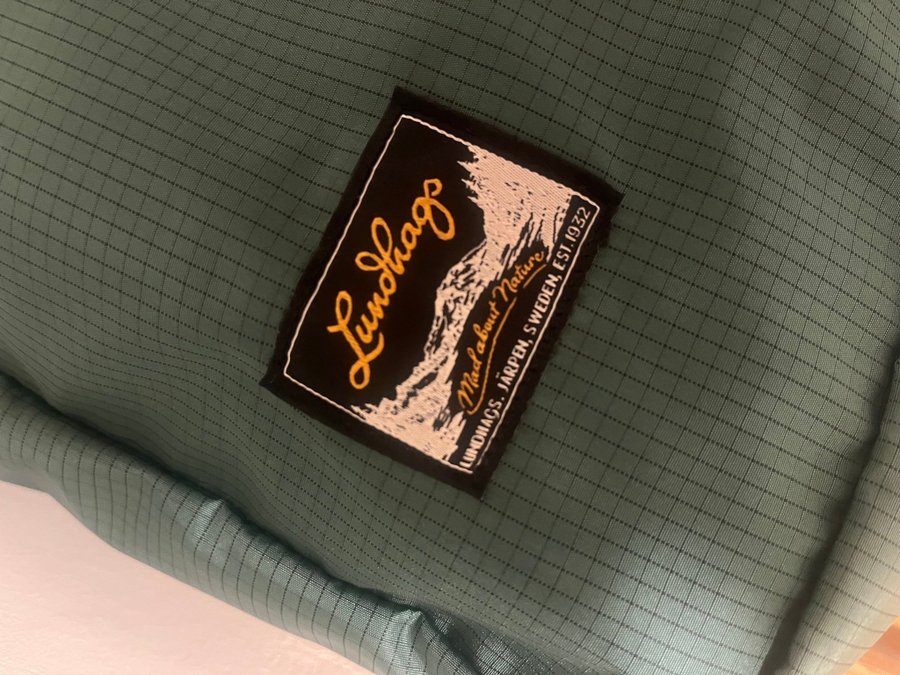 Lundhags
Mad about Nature
LUNDHAGS. JÄRPEN, SWEDEN. EST. 1932